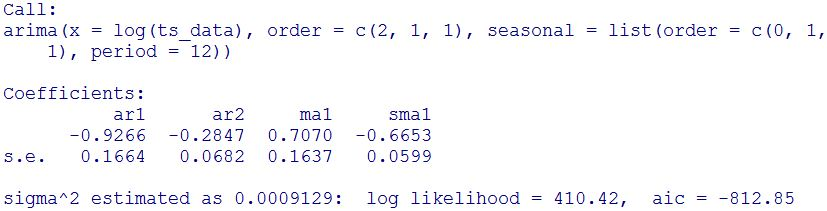 Call:
arima(x = log(ts_data), order = c(2, 1, 1), seasonal = list(order = c(0, 1,
    1), period = 12))
Coefficients:
          ar1      ar2     ma1     sma1
      -0.9266  -0.2847  0.7070  -0.6653
s.e.   0.1664   0.0682  0.1637   0.0599
sigma^2 estimated as 0.0009129:  log likelihood = 410.42,  aic = -812.85